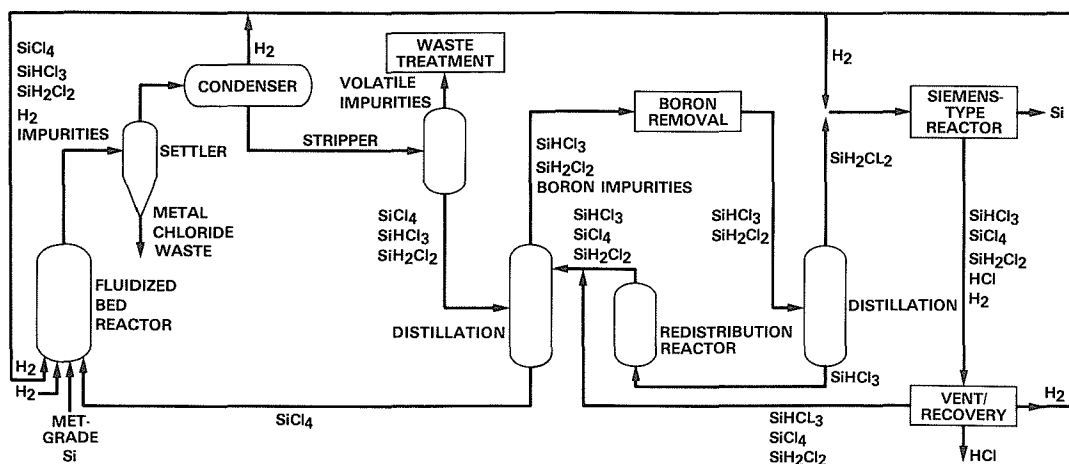 SiCl4
SiHCl3
SiH2Cl2
H2
IMPURITIES
H2
CONDENSER
SETTLER
METAL
CHLORIDE
WASTE
FLUIDIZED
BED
REACTOR
H2
H2
MET-
GRADE
Si
WASTE
TREATMENT
VOLATILE
IMPURITIES
STRIPPER
SiCl4
SiHCl3
SiH2Cl2
DISTILLATION
SiCl4
SiHCl3
SiH2Cl2
BORON IMPURITIES
BORON
REMOVAL
SiHCl3
SiCl4
SiH2Cl2
REDISTRIBUTION
REACTOR
SiHCl3
SiH2Cl2
H2
SiH2CL2
DISTILLATION
SiHCl3
SIEMENS-
TYPE
REACTOR
Si
SiHCl3
SiCl4
SiH2Cl2
HCl
H2
VENT/
RECOVERY
H2
HCl
SiHCL3
SiCl4
SiH2Cl2